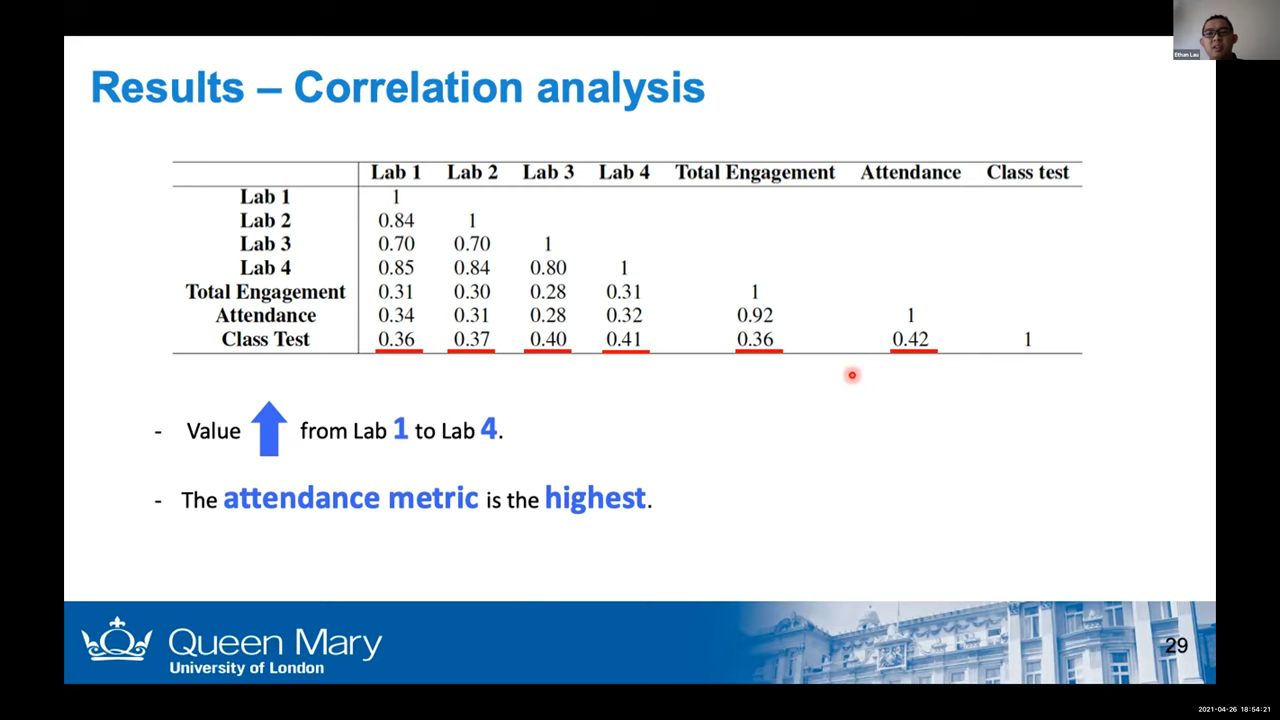 Ethan Lau
Results – Correlation analysis
Lab 1 Lab 2 Lab 3 Lab 4 Total Engagement Attendance Class test
Lab 1 1
Lab 2 0.84 1
Lab 3 0.70 0.70 1
Lab 4 0.85 0.84 0.80 1
Total Engagement 0.31 0.30 0.28 0.31 1
Attendance 0.34 0.31 0.28 0.32 0.92 1
Class Test 0.36 0.37 0.40 0.41 0.36 0.42 1
- Value from Lab 1 to Lab 4.
- The attendance metric is the highest.
Queen Mary
University of London
29
2021-04-26 18:54:21